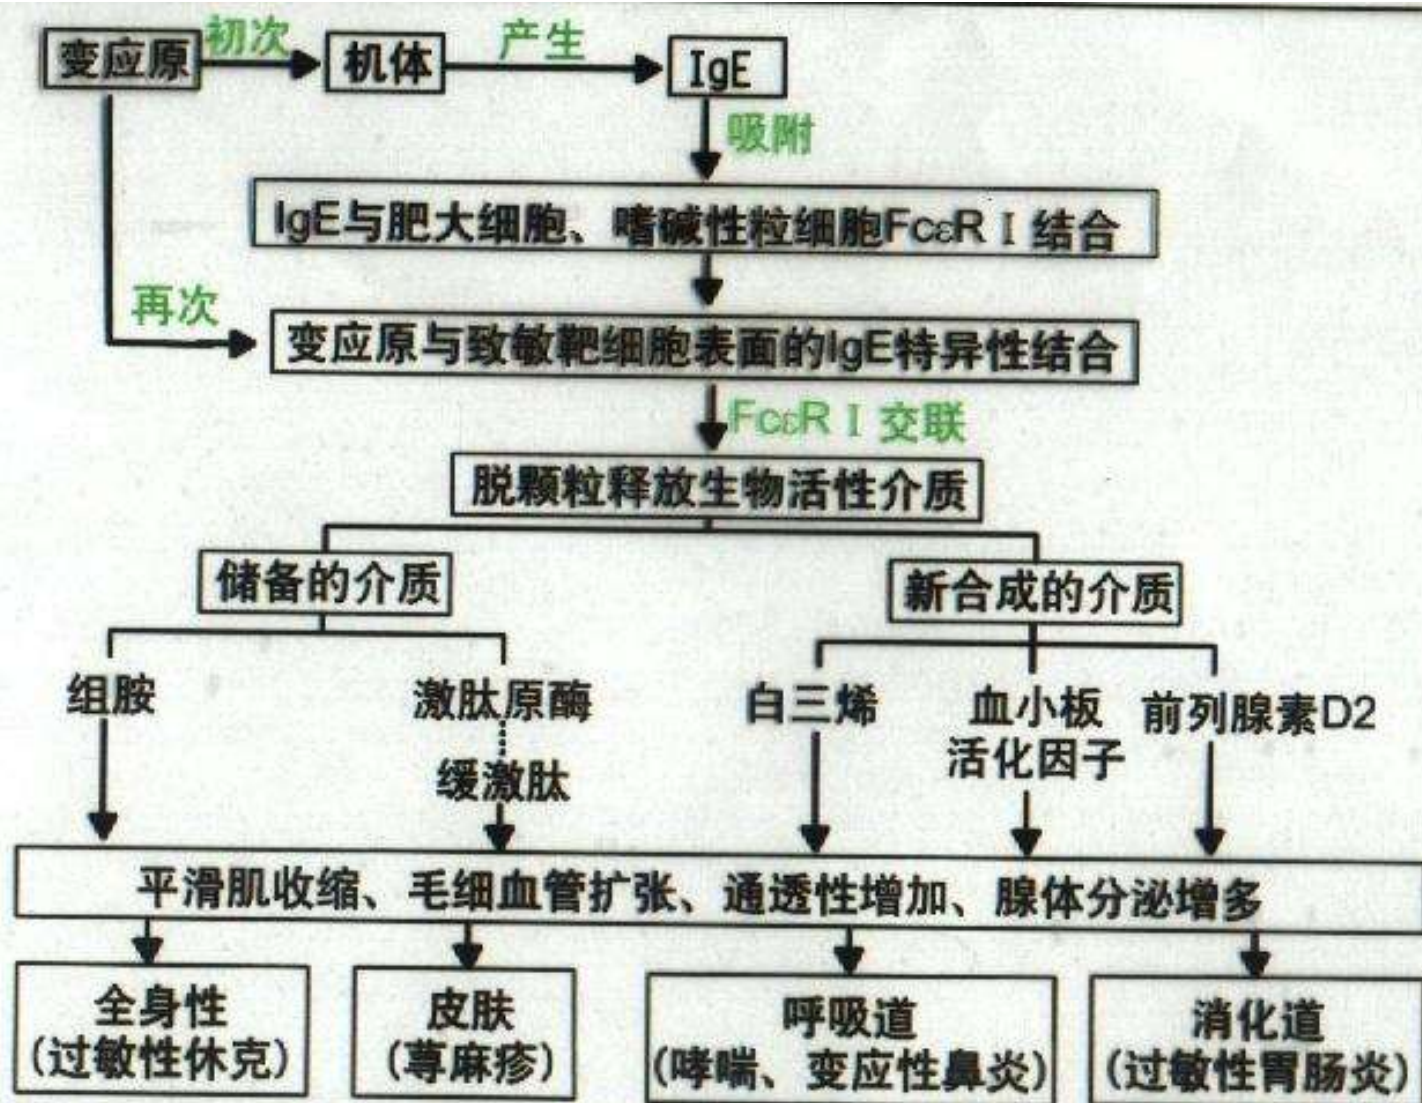 变应原
初次
机体
产生
IgE
吸附
IgE与肥大细胞、嗜碱性粒细胞FcεRⅠ结合
再次
变应原与致敏靶细胞表面的IgE特异性结合
FcεRⅠ交联
脱颗粒释放生物活性介质
储备的介质
新合成的介质
组胺
激肽原酶
缓激肽
白三烯
血小板
活化因子
前列腺素D2
平滑肌收缩、毛细血管扩张、通透性增加、腺体分泌增多
全身性
(过敏性休克)
皮肤
(荨麻疹)
呼吸道
(哮喘、变应性鼻炎)
消化道
(过敏性胃肠炎)